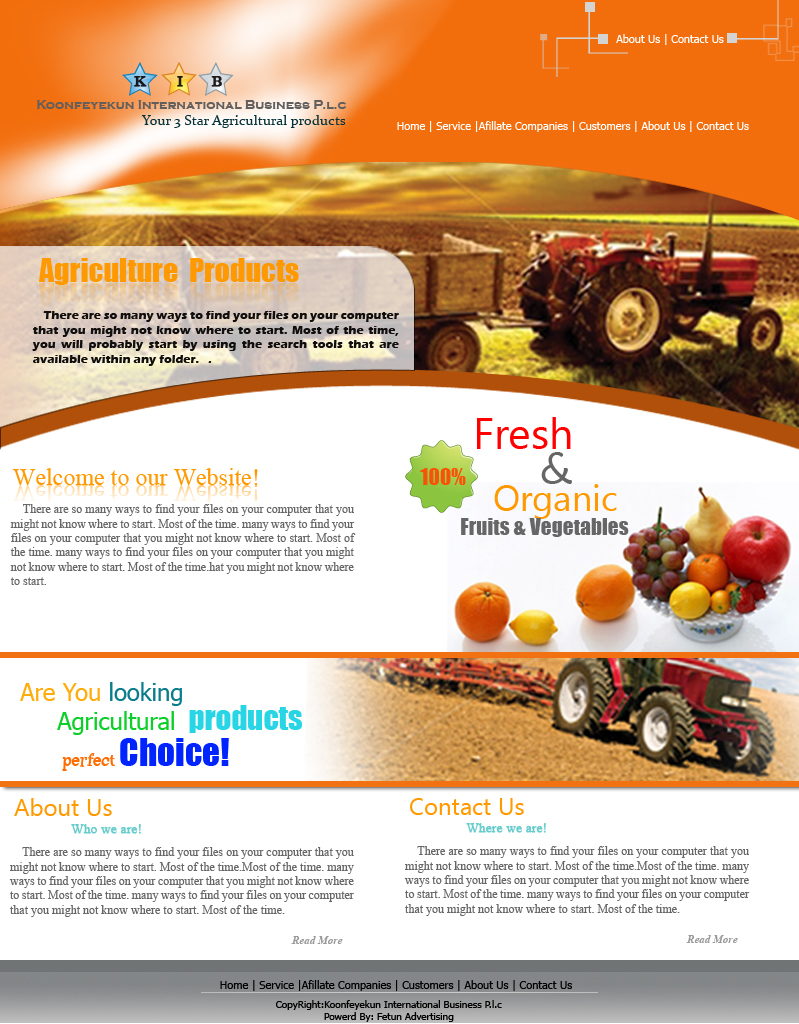 About Us | Contact Us
K I B
Koonfeyekun International Business P.l.c
Your 3 Star Agricultural products
Home | Service |Afillate Companies | Customers | About Us | Contact Us
Agriculture Products
There are so many ways to find your files on your computer
that you might not know where to start. Most of the time,
you will probably start by using the search tools that are
available within any folder. .
Fresh
&
Organic
100%
Fruits & Vegetables
Welcome to our Website!
There are so many ways to find your files on your computer that you
might not know where to start. Most of the time. many ways to find your
files on your computer that you might not know where to start. Most of
the time. many ways to find your files on your computer that you might
not know where to start. Most of the time.hat you might not know where
to start.
Are You looking
Agricultural products
perfect Choice!
About Us
Who we are!
There are so many ways to find your files on your computer that you
might not know where to start. Most of the time.Most of the time. many
ways to find your files on your computer that you might not know where
to start. Most of the time. many ways to find your files on your computer
that you might not know where to start. Most of the time.
Read More
Contact Us
Where we are!
There are so many ways to find your files on your computer that you
might not know where to start. Most of the time.Most of the time. many
ways to find your files on your computer that you might not know where
to start. Most of the time. many ways to find your files on your computer
that you might not know where to start. Most of the time.
Read More
Home | Service |Afillate Companies | Customers | About Us | Contact Us
CopyRight:Koonfeyekun International Business P.l.c
Powerd By: Fetun Advertising